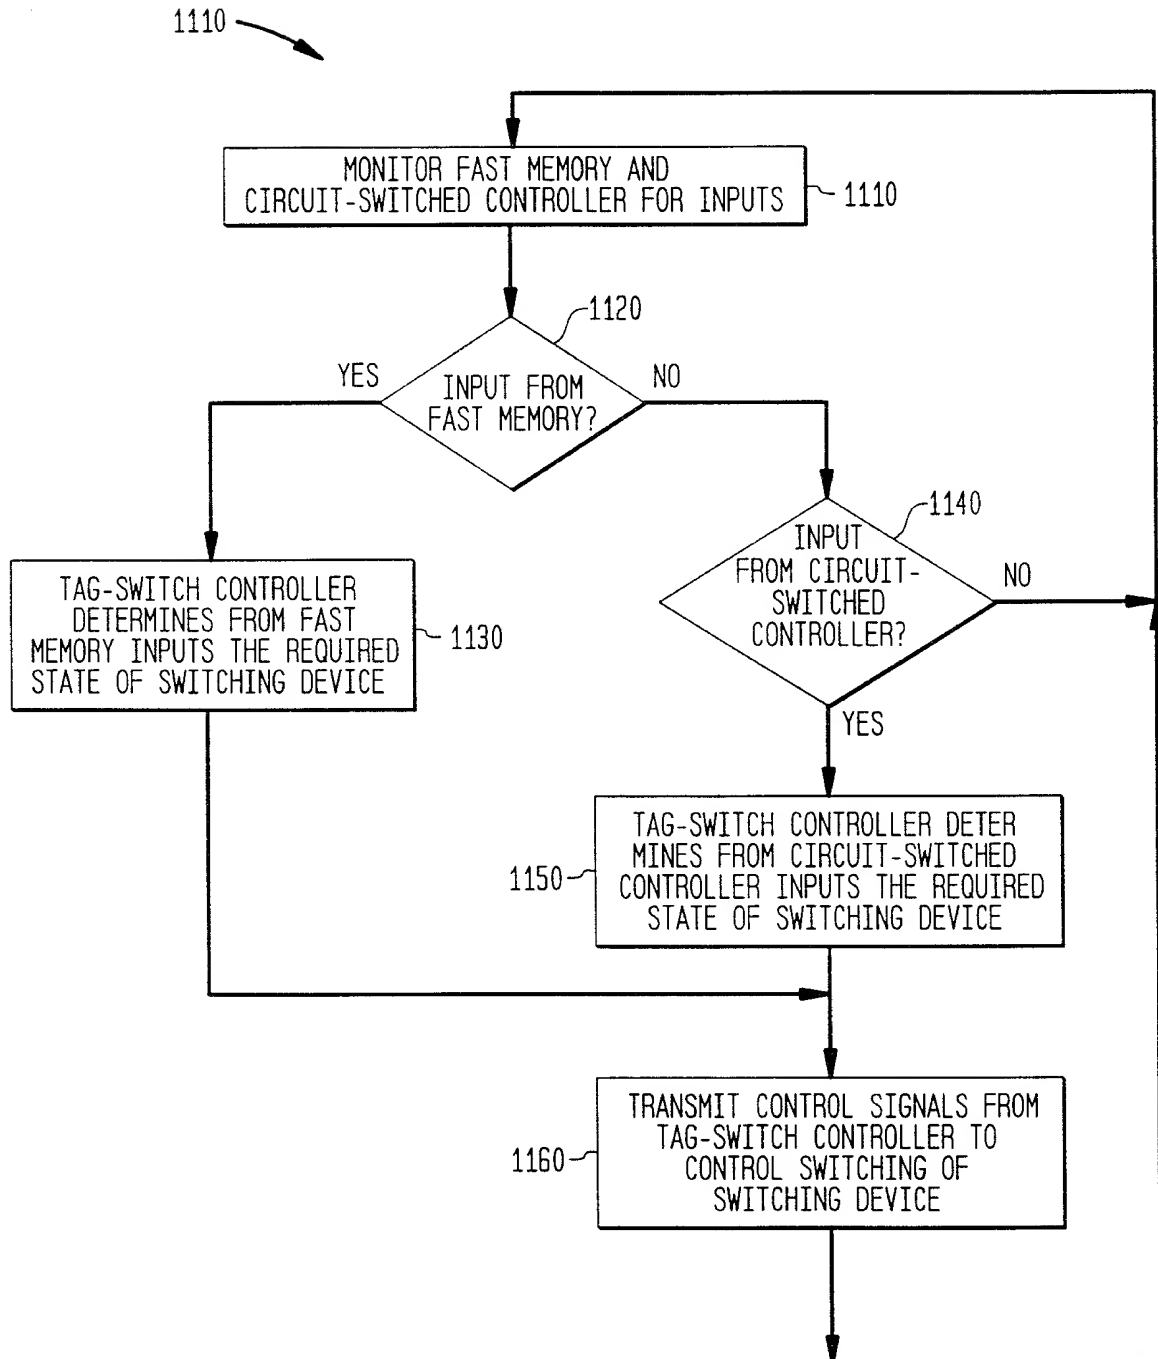 1110
MONITOR FAST MEMORY AND
CIRCUIT-SWITCHED CONTROLLER FOR INPUTS
1110
1120
YES
NO
INPUT FROM
FAST MEMORY?
1140
INPUT
FROM CIRCUIT-
SWITCHED
CONTROLLER?
NO
TAG-SWITCH CONTROLLER
DETERMINES FROM FAST
MEMORY INPUTS THE REQUIRED
STATE OF SWITCHING DEVICE
1130
YES
TAG-SWITCH CONTROLLER DETER
MINES FROM CIRCUIT-SWITCHED
CONTROLLER INPUTS THE REQUIRED
STATE OF SWITCHING DEVICE
1150
TRANSMIT CONTROL SIGNALS FROM
TAG-SWITCH CONTROLLER TO
CONTROL SWITCHING OF
SWITCHING DEVICE
1160